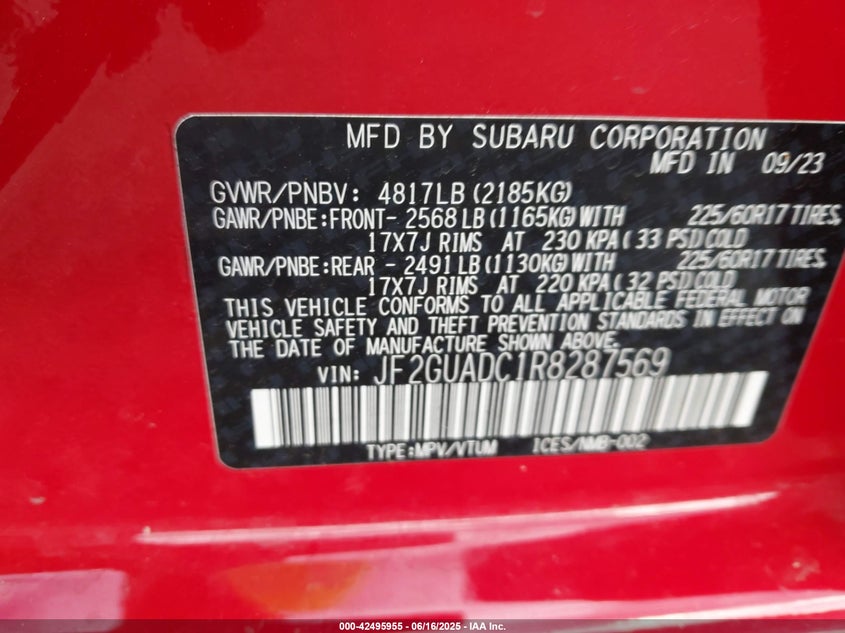 MFD BY SUBARU CORPORATION
MFD IN 09/23
GVWR/PNBV: 4817LB (2185KG)
GAWR/PNBE:FRONT- 2568 LB (1165KG) WITH 225/60R17 TIRES,
17X7J RIMS AT 230 KPA ( 33 PSI) COLD
GAWR/PNBE:REAR - 2491 LB (1130KG) WITH 225/60R17 TIRES,
17X7J RIMS AT 220 KPA ( 32 PSI) COLD
THIS VEHICLE CONFORMS TO ALL APPLICABLE FEDERAL MOTOR
VEHICLE SAFETY AND THEFT PREVENTION STANDARDS IN EFFECT ON
THE DATE OF MANUFACTURE SHOWN ABOVE.
VIN: JF2GUADC1R8287569
TYPE:MPV/VTUM ICES/NMB-002
000-42495955 - 06/16/2025 - IAA Inc.